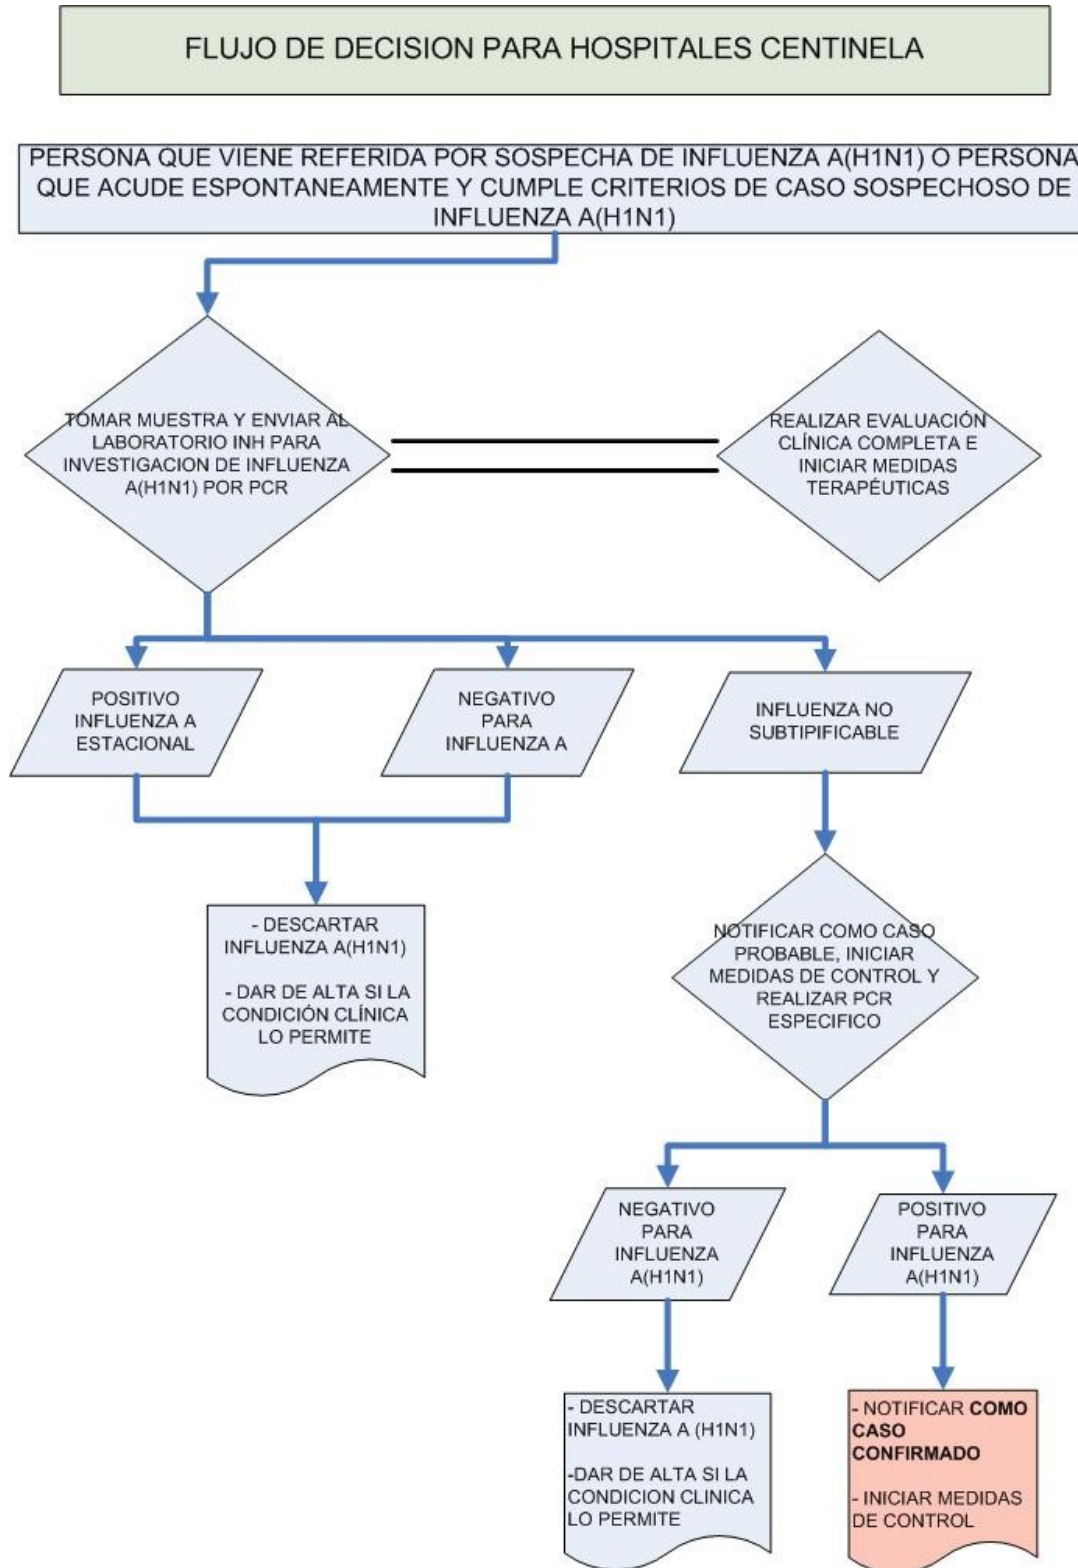 FLUJO DE DECISION PARA HOSPITALES CENTINELA
PERSONA QUE VIENE REFERIDA POR SOSPECHA DE INFLUENZA A(H1N1) O PERSONA
QUE ACUDE ESPONTANEAMENTE Y CUMPLE CRITERIOS DE CASO SOSPECHOSO DE
INFLUENZA A(H1N1)
TOMAR MUESTRA Y ENVIAR AL
LABORATORIO INH PARA
INVESTIGACION DE INFLUENZA
A(H1N1) POR PCR
REALIZAR EVALUACIÓN
CLÍNICA COMPLETA E
INICIAR MEDIDAS
TERAPÉUTICAS
POSITIVO
INFLUENZA A
ESTACIONAL
NEGATIVO
PARA
INFLUENZA A
INFLUENZA NO
SUBTIPIFICABLE
- DESCARTAR
INFLUENZA A(H1N1)
- DAR DE ALTA SI LA
CONDICIÓN CLÍNICA
LO PERMITE
NOTIFICAR COMO CASO
PROBABLE, INICIAR
MEDIDAS DE CONTROL Y
REALIZAR PCR
ESPECIFICO
NEGATIVO
PARA
INFLUENZA
A(H1N1)
POSITIVO
PARA
INFLUENZA
A(H1N1)
- DESCARTAR
INFLUENZA A (H1N1)
-DAR DE ALTA SI LA
CONDICION CLINICA
LO PERMITE
- NOTIFICAR COMO
CASO
CONFIRMADO
- INICIAR MEDIDAS
DE CONTROL